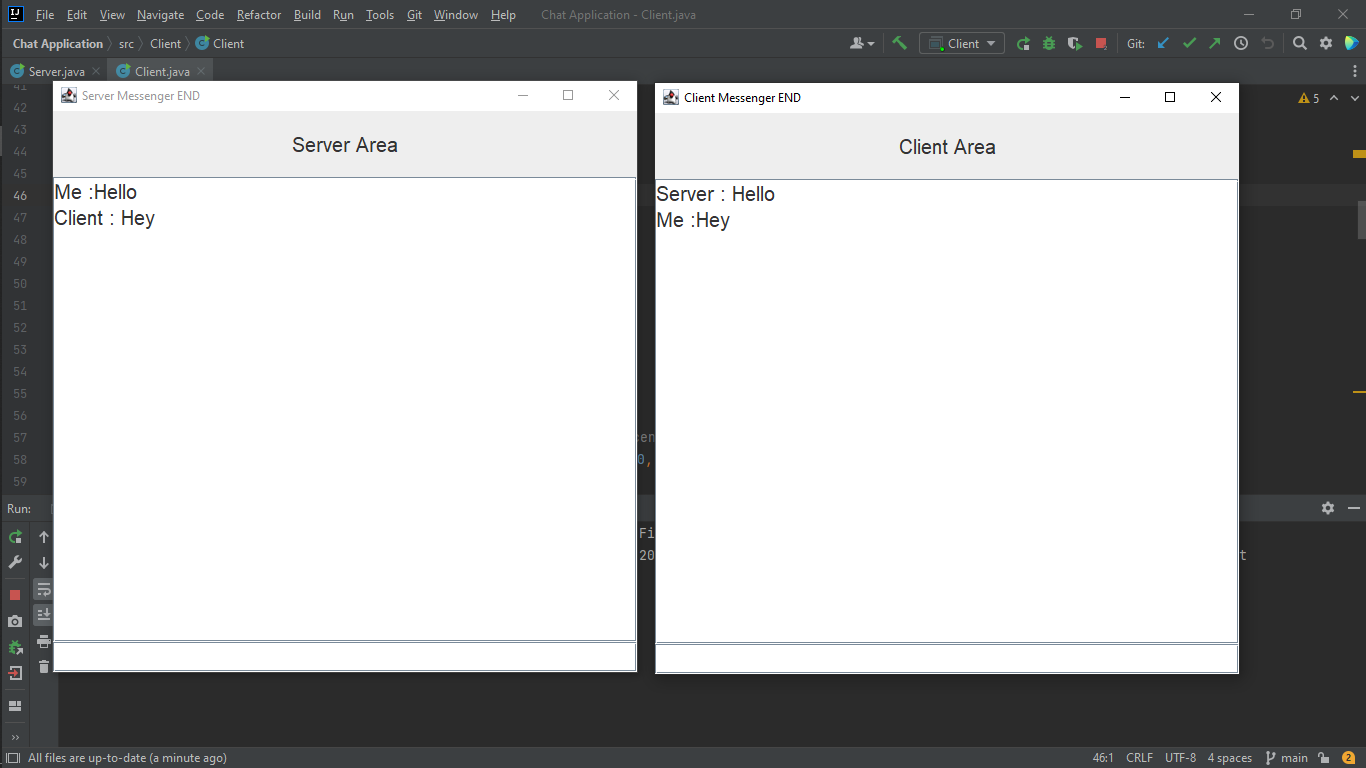 File Edit View Navigate Code Refactor Build Run Tools Git Window Help Chat Application - Client.java
Chat Application src Client Client Client Git:
Server.java Client.java
Server Messenger END
Client Messenger END
5
Server Area
Client Area
Me :Hello
Client : Hey
Server : Hello
Me :Hey
41
42
43
44
45
46
47
48
49
50
51
52
53
54
55
56
57
58
59
cen
0,
Run:
Fi
20
t
All files are up-to-date (a minute ago) 46:1 CRLF UTF-8 4 spaces main 2